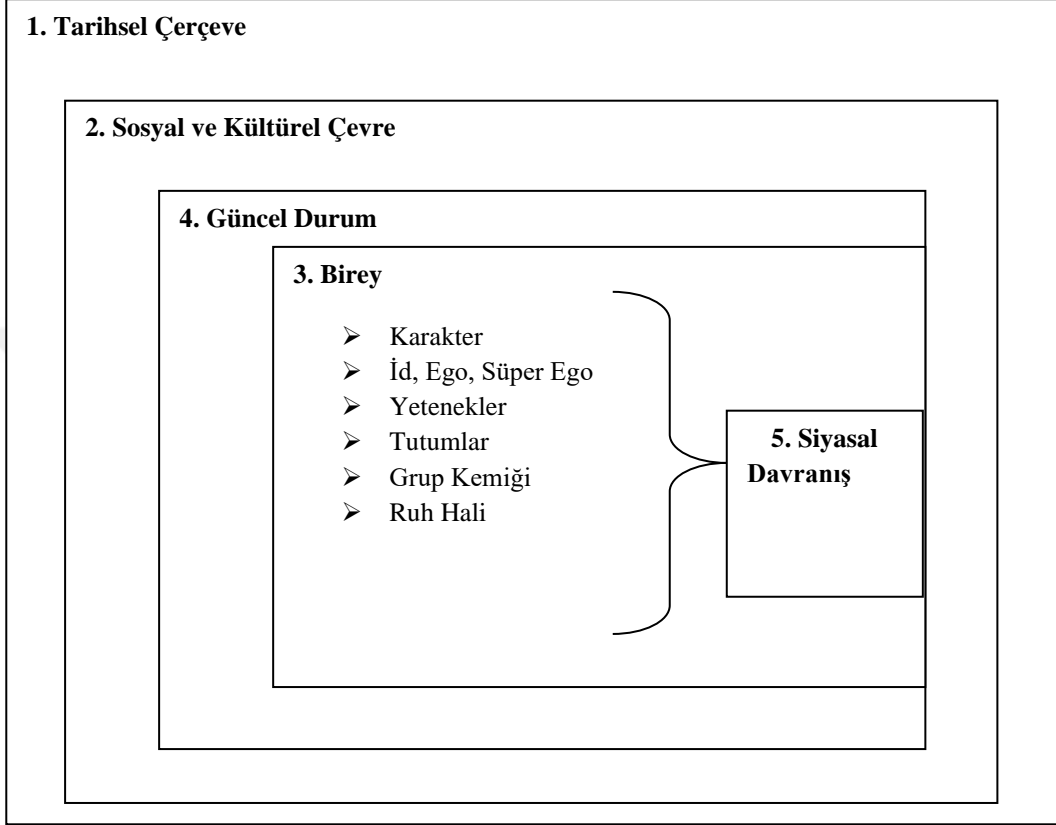 1. Tarihsel Çerçeve
2. Sosyal ve Kültürel Çevre
4. Güncel Durum
3. Birey
➢ Karakter
➢ İd, Ego, Süper Ego
➢ Yetenekler
➢ Tutumlar
➢ Grup Kemiği
➢ Ruh Hali
5. Siyasal
Davranış